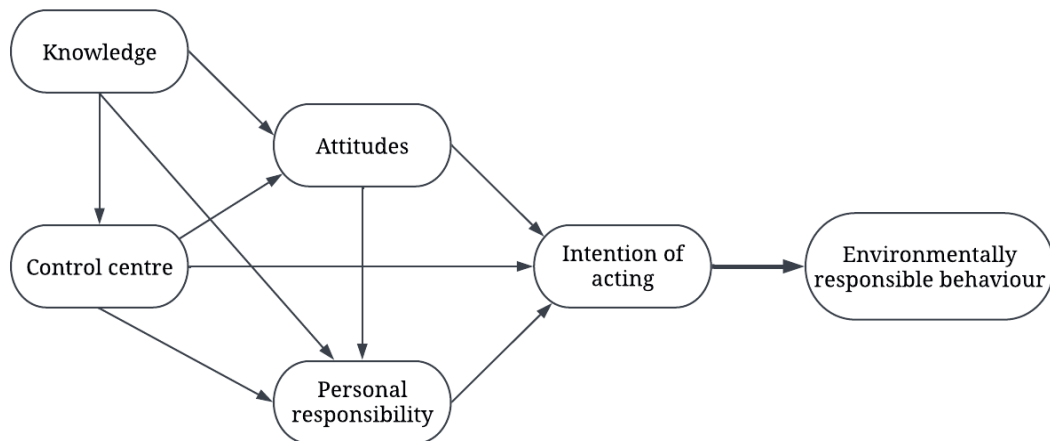 Knowledge
Attitudes
Control centre
Intention of
acting
Environmentally
responsible behaviour
Personal
responsibility